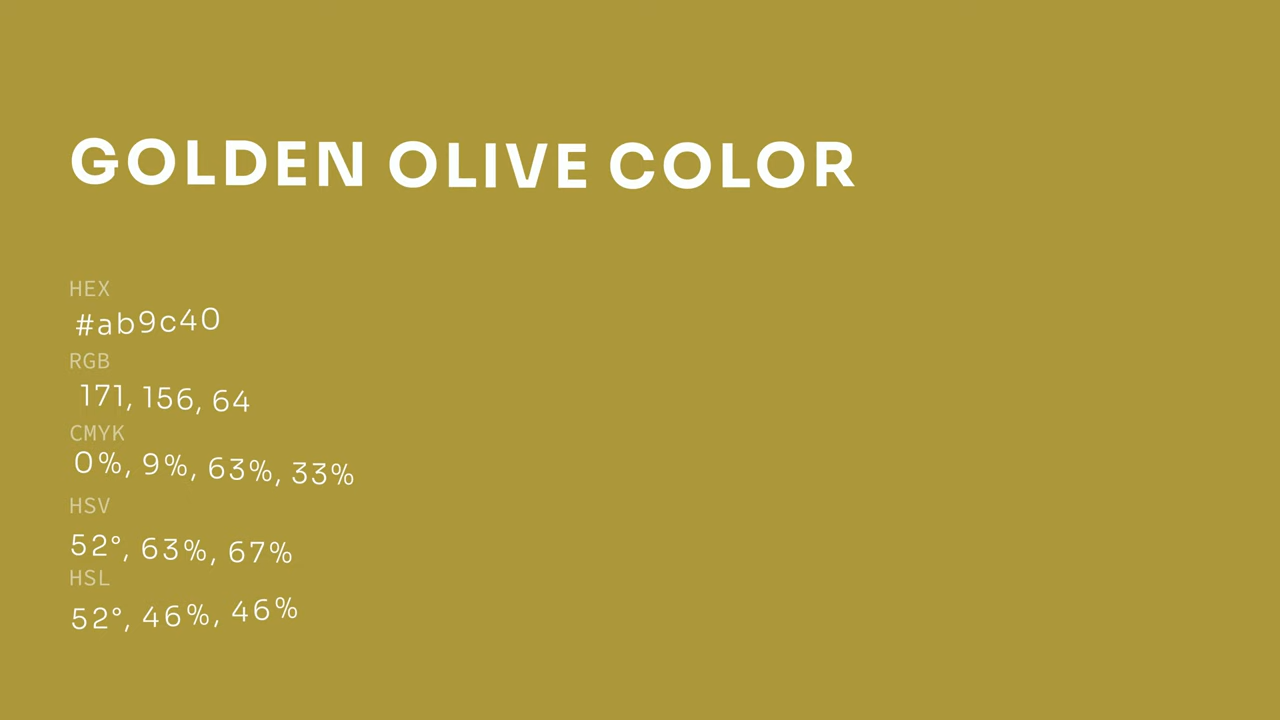 GOLDEN OLIVE COLOR
HEX
#ab9c40
RGB
171, 156, 64
CMYK
0%, 9%, 63%, 33%
HSV
52°, 63%, 67%
HSL
52°, 46%, 46%